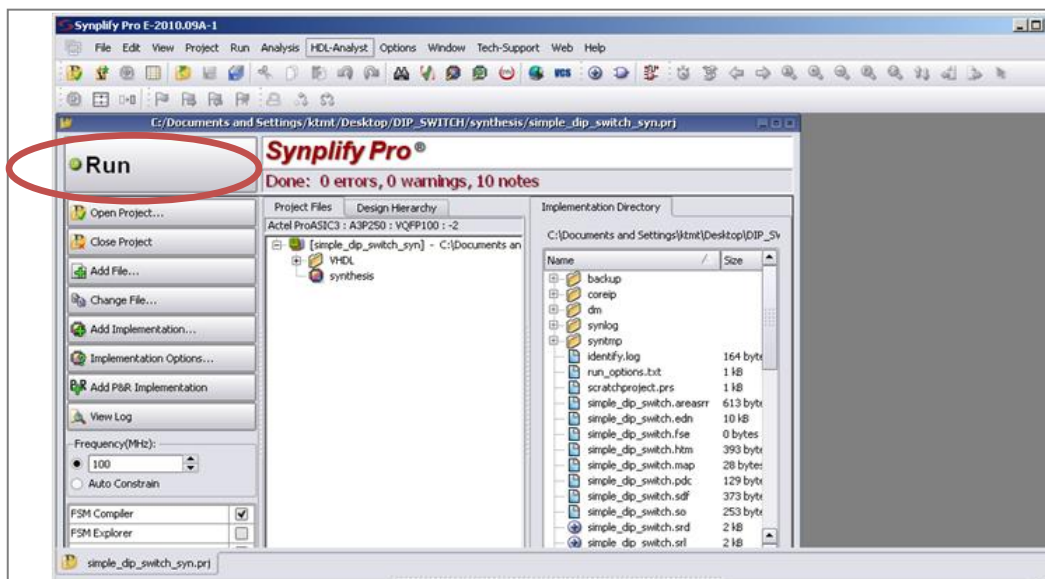 Synplify Pro E-2010.09A-1
File Edit View Project Run Analysis HDL-Analyst Options Window Tech-Support Web Help
VCS
C:/Documents and Settings/ktmt/Desktop/DIP_SWITCH/synthesis/simple_dip_switch_syn.prj
Run
Synplify Pro®
Done: 0 errors, 0 warnings, 10 notes
Open Project...
Close Project
Add File...
Change File...
Add Implementation...
Implementation Options...
P&R Add P&R Implementation
View Log
Frequency(MHz):
100
Auto Constrain
FSM Compiler
FSM Explorer
Project Files Design Hierarchy
Actel ProASIC3 : A3P250 : VQFP100 : -2
[simple_dip_switch_syn] - C:\Documents an
VHDL
synthesis
Implementation Directory
C:\Documents and Settings\ktmt\Desktop\DIP_SW
Name / Size
backup
coreip
dm
synlog
syntmp
identify.log 164 byte
run_options.txt 1 kB
scratchproject.prs 1 kB
simple_dip_switch.areasrr 613 byte
simple_dip_switch.edn 10 kB
simple_dip_switch.fse 0 bytes
simple_dip_switch.htm 393 byte
simple_dip_switch.map 28 bytes
simple_dip_switch.pdc 129 byte
simple_dip_switch.sdf 373 byte
simple_dip_switch.so 253 byte
simple_dip_switch.srd 2 kB
simple_dip_switch.srl 2 kB
simple_dip_switch_syn.prj